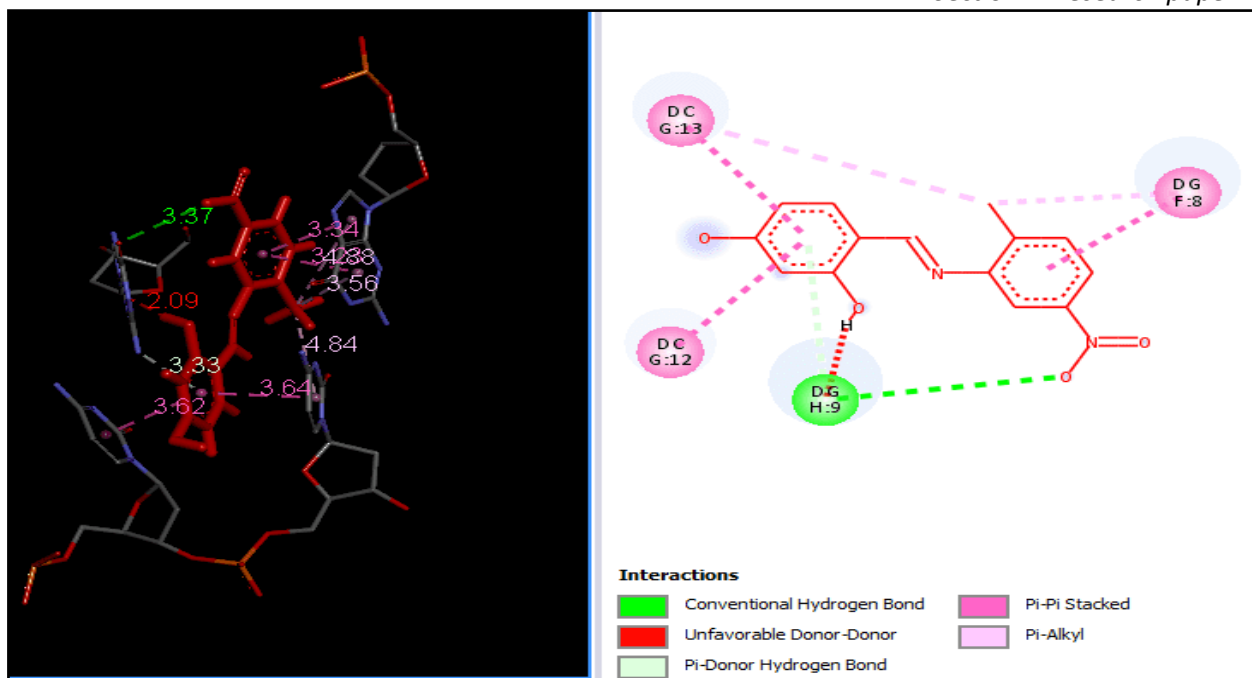 3.37
3.34
4.88
3.56
2.09
4.84
3.33
3.64
3.62
DC
G:13
DG
F:8
O
N
O
H
DC
G:12
N
O
O
DG
H:9
Interactions
Conventional Hydrogen Bond
Pi-Pi Stacked
Unfavorable Donor-Donor
Pi-Alkyl
Pi-Donor Hydrogen Bond